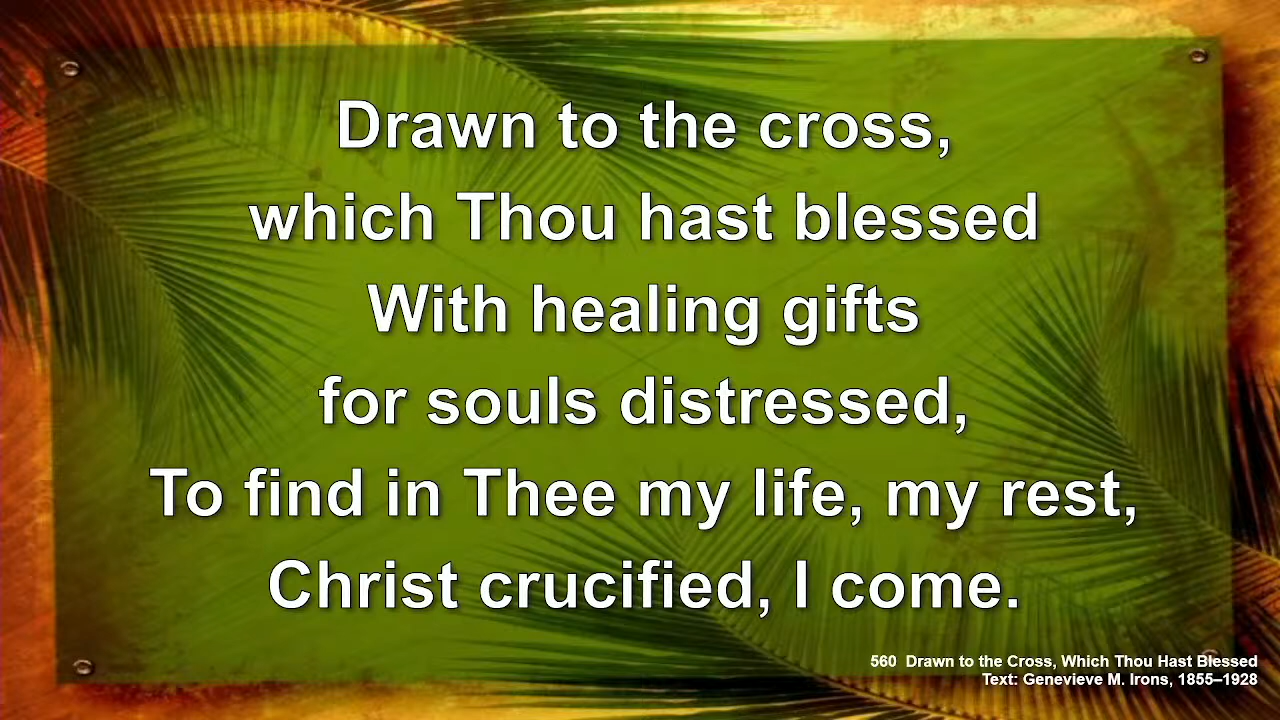 Drawn to the cross,
which Thou hast blessed
With healing gifts
for souls distressed,
To find in Thee my life, my rest,
Christ crucified, I come.
560  Drawn to the Cross, Which Thou Hast Blessed
Text: Genevieve M. Irons, 1855–1928